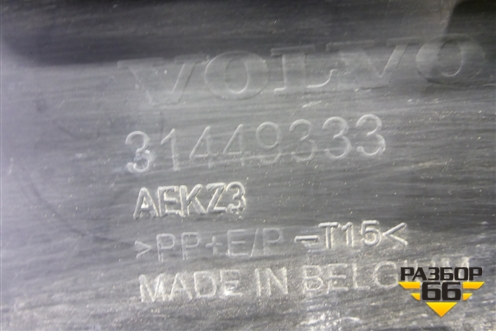 VOLVO
31449333
AEKZ3
>PP+E/P-T15<
MADE IN BELGIUM
РАЗБОР
66